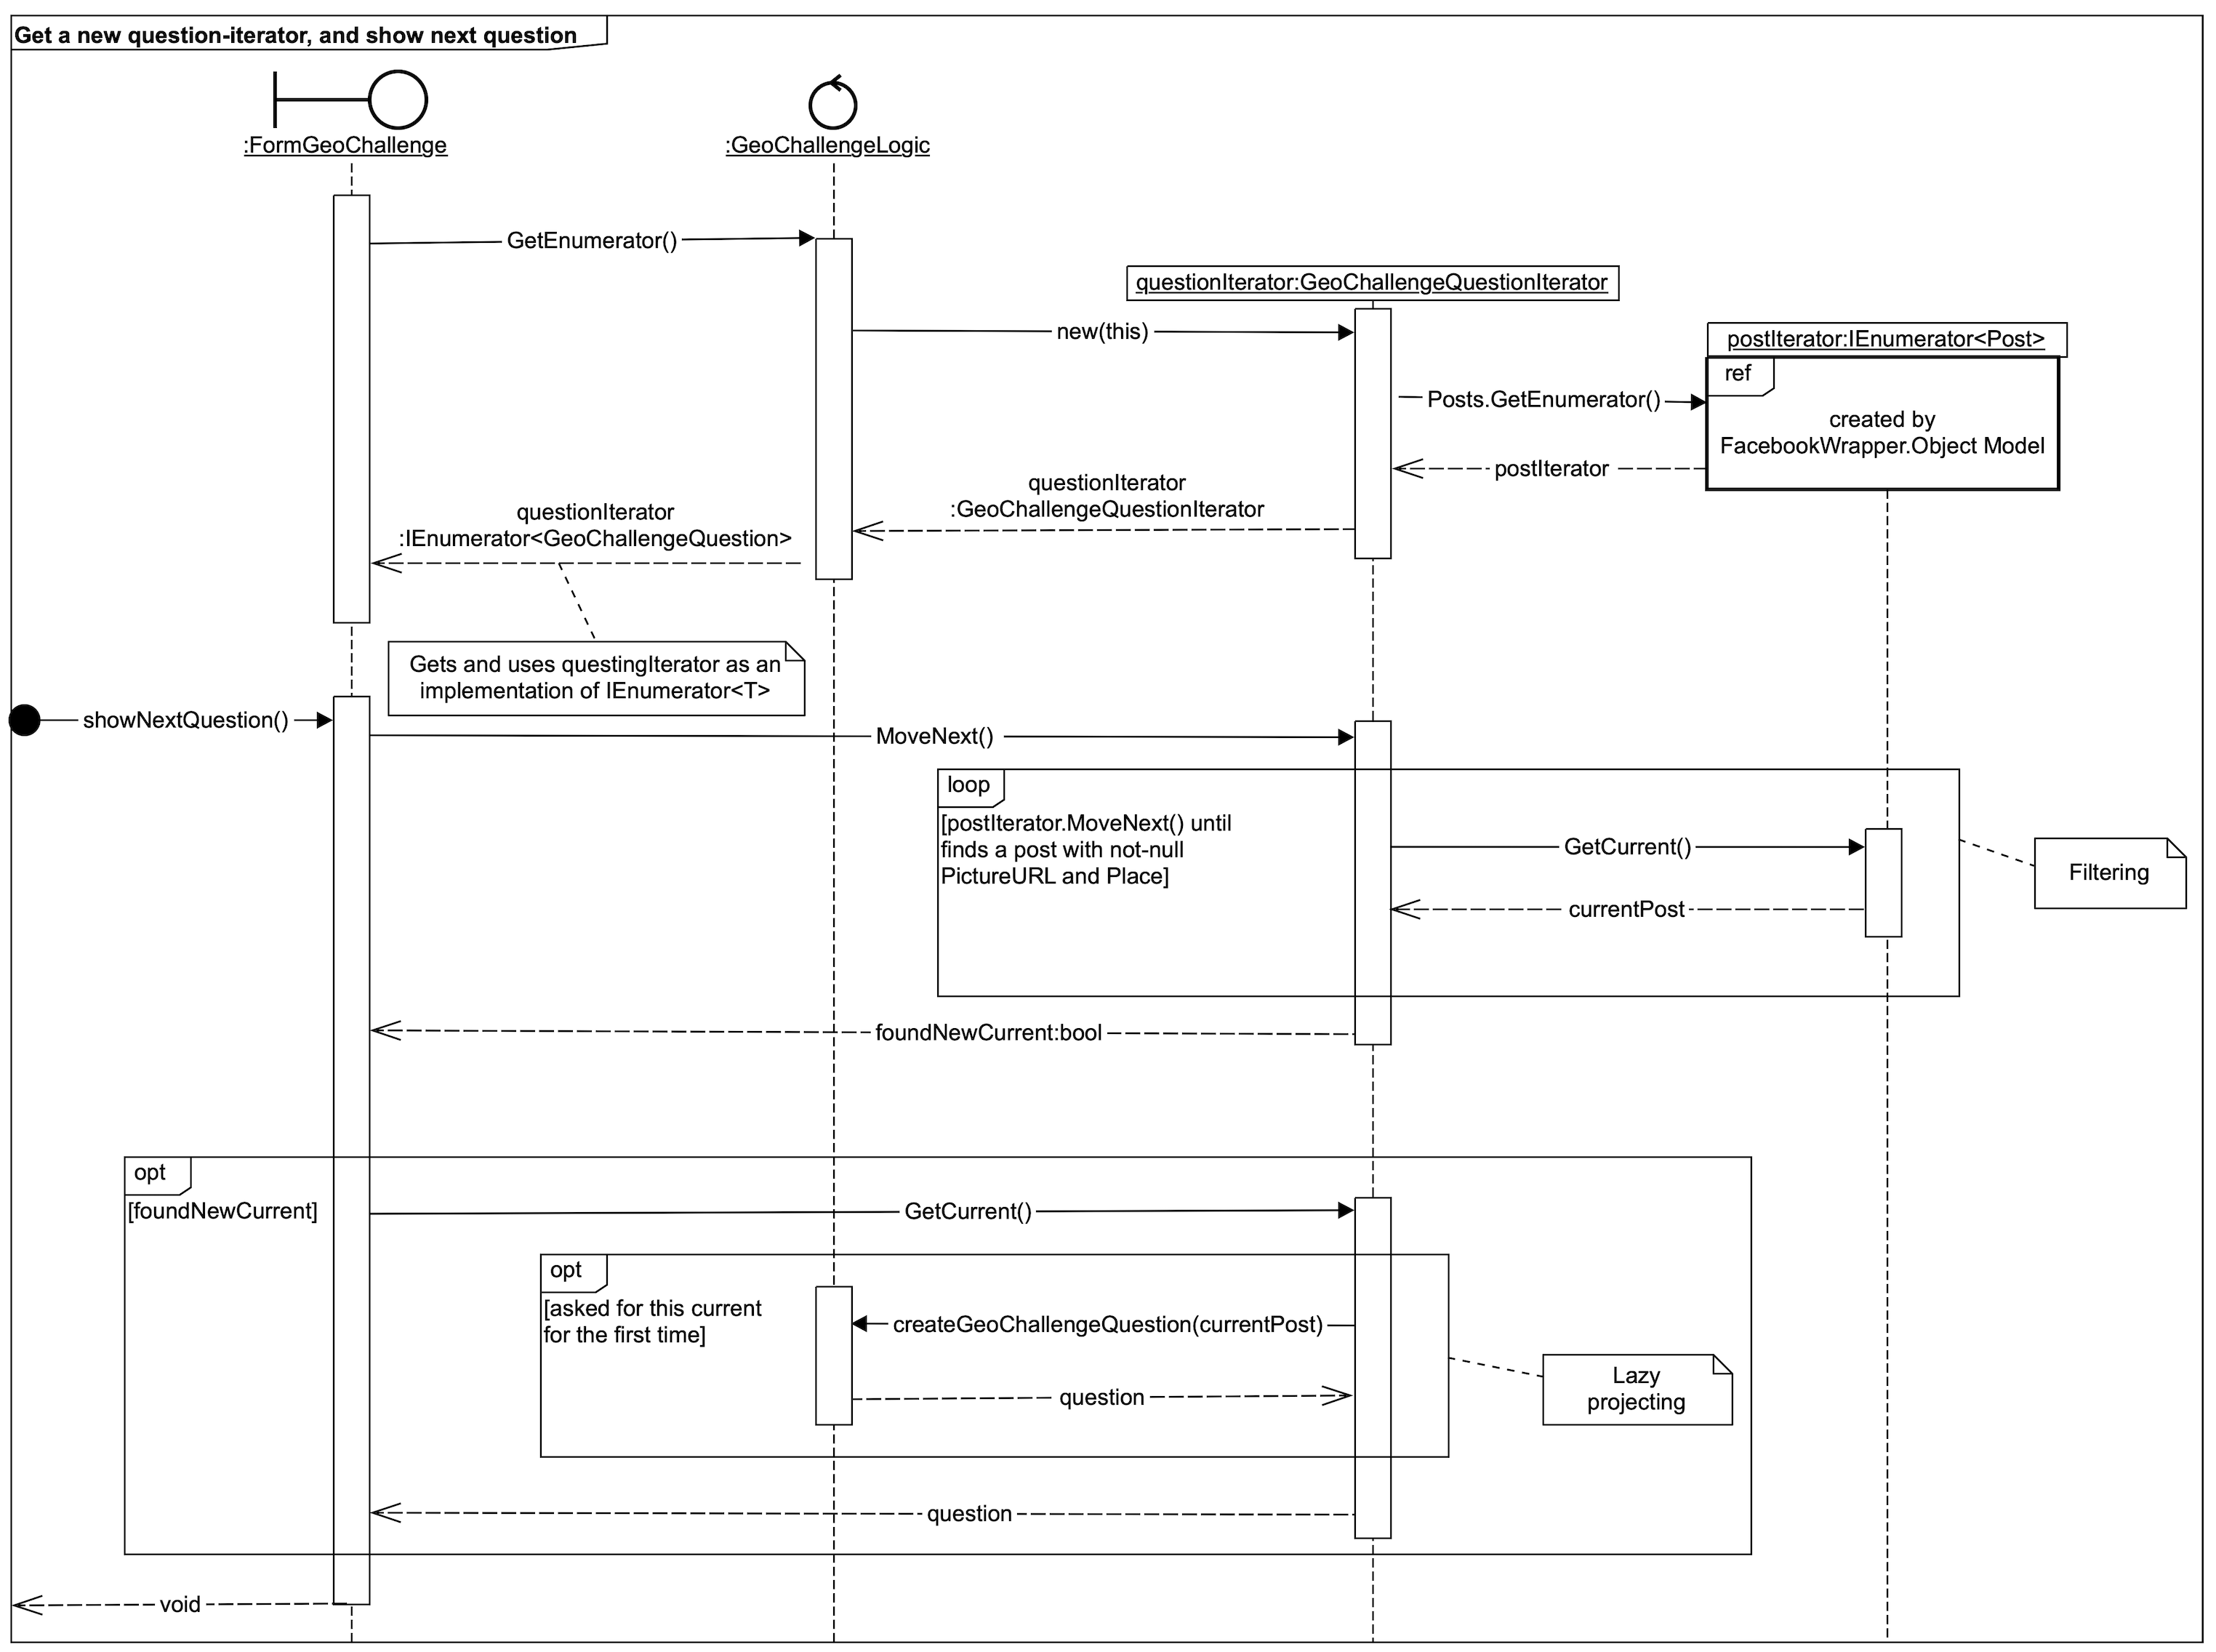 Get a new question-iterator, and show next question
:FormGeoChallenge
:GeoChallengeLogic
GetEnumerator()
questionIterator:GeoChallengeQuestionIterator
new(this)
postIterator:IEnumerator<Post>
ref
Posts.GetEnumerator()
created by
FacebookWrapper.Object Model
postIterator
questionIterator
:GeoChallengeQuestionIterator
questionIterator
:IEnumerator<GeoChallengeQuestion>
Gets and uses questingIterator as an
implementation of IEnumerator<T>
showNextQuestion()
MoveNext()
loop
[postIterator.MoveNext() until
finds a post with not-null
PictureURL and Place]
GetCurrent()
Filtering
currentPost
foundNewCurrent:bool
opt
[foundNewCurrent]
GetCurrent()
opt
[asked for this current
for the first time]
createGeoChallengeQuestion(currentPost)
Lazy
projecting
question
question
void